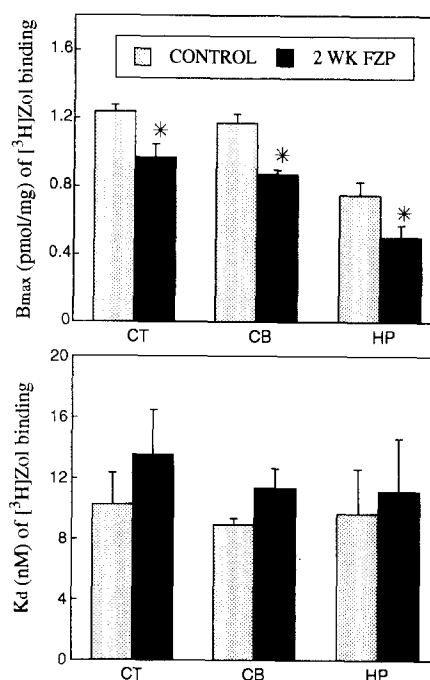 1.6
CONTROL 2 WK FZP
1.2
0.8
0.4
0
Bmax (pmol/mg) of [³H]Zol binding
* * *
CT CB HP
20
16
12
8
4
0
Kd (nM) of [³H]Zol binding
CT CB HP